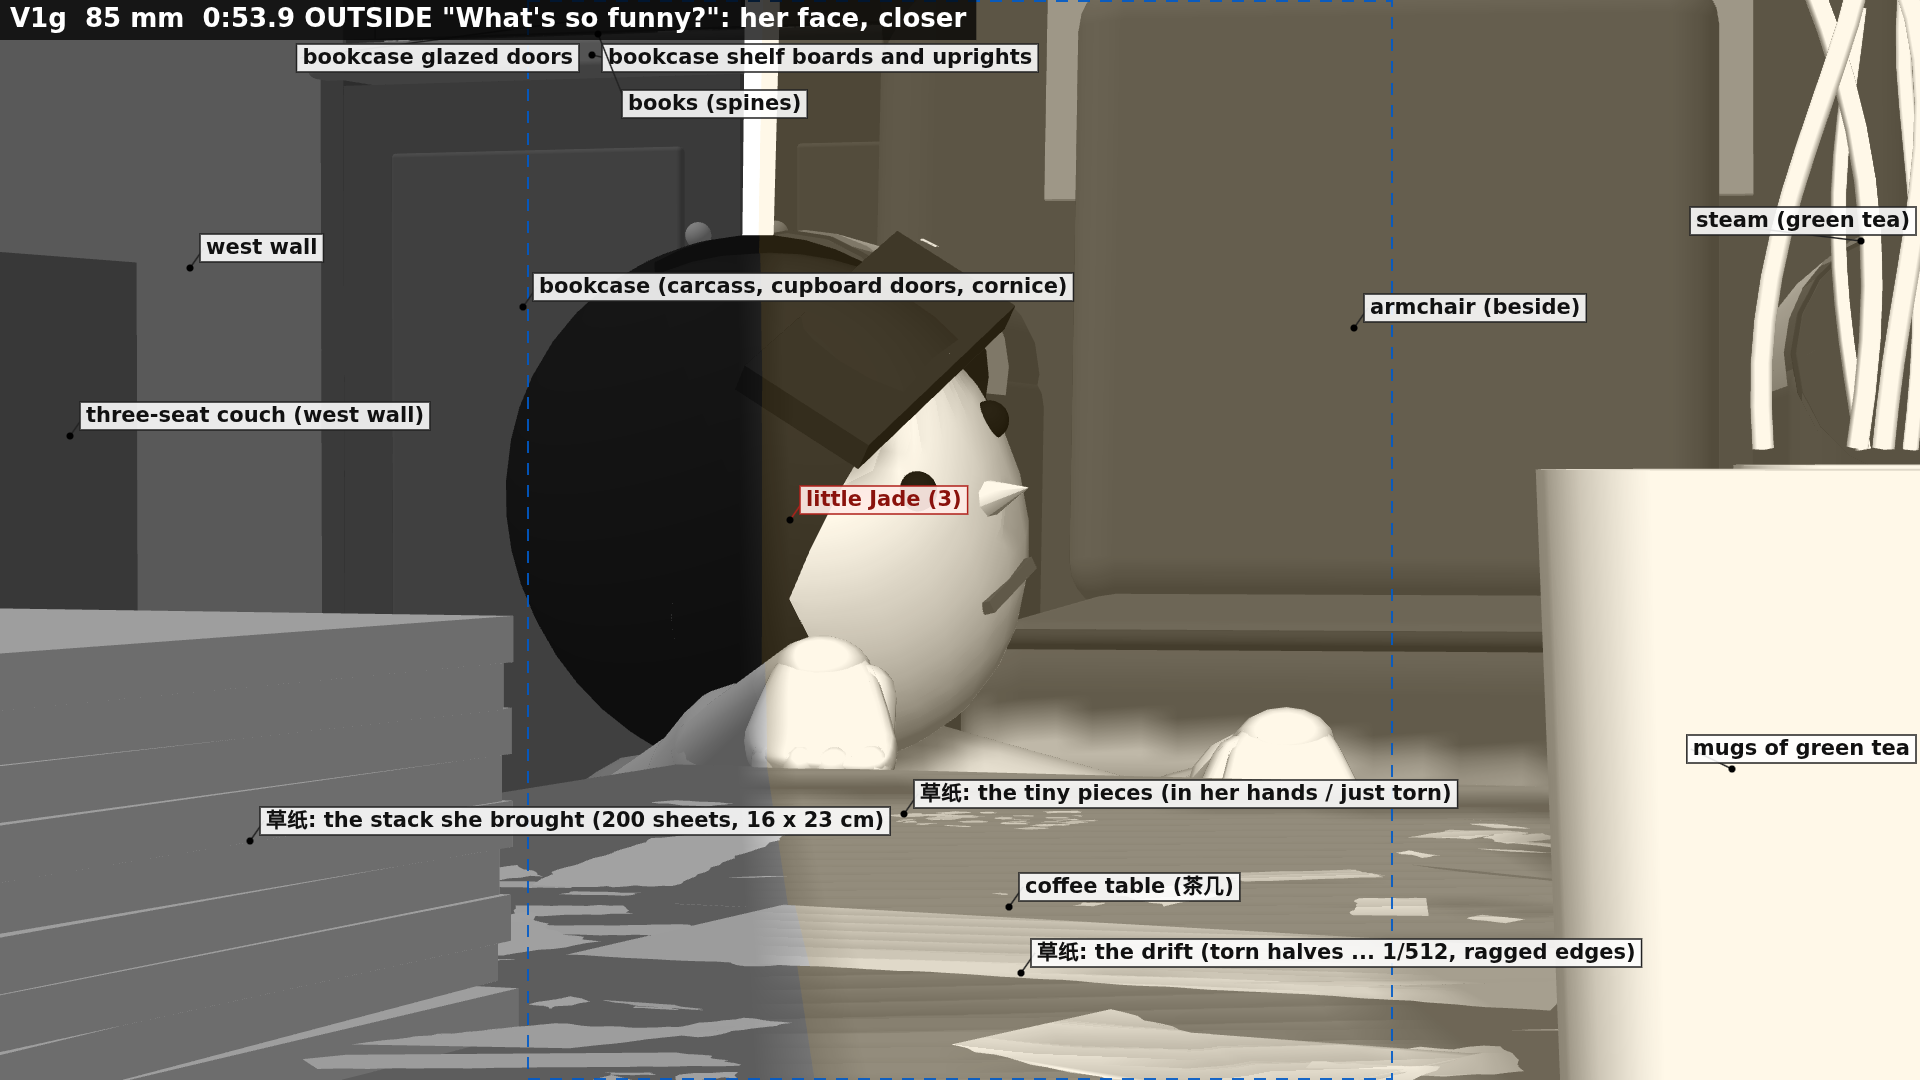 V1g 85 mm 0:53.9 OUTSIDE "What's so funny?": her face, closer
bookcase glazed doors
bookcase shelf boards and uprights
books (spines)
steam (green tea)
west wall
bookcase (carcass, cupboard doors, cornice)
armchair (beside)
three-seat couch (west wall)
little Jade (3)
mugs of green tea
草纸: the tiny pieces (in her hands / just torn)
草纸: the stack she brought (200 sheets, 16 x 23 cm)
coffee table (茶几)
草纸: the drift (torn halves ... 1/512, ragged edges)